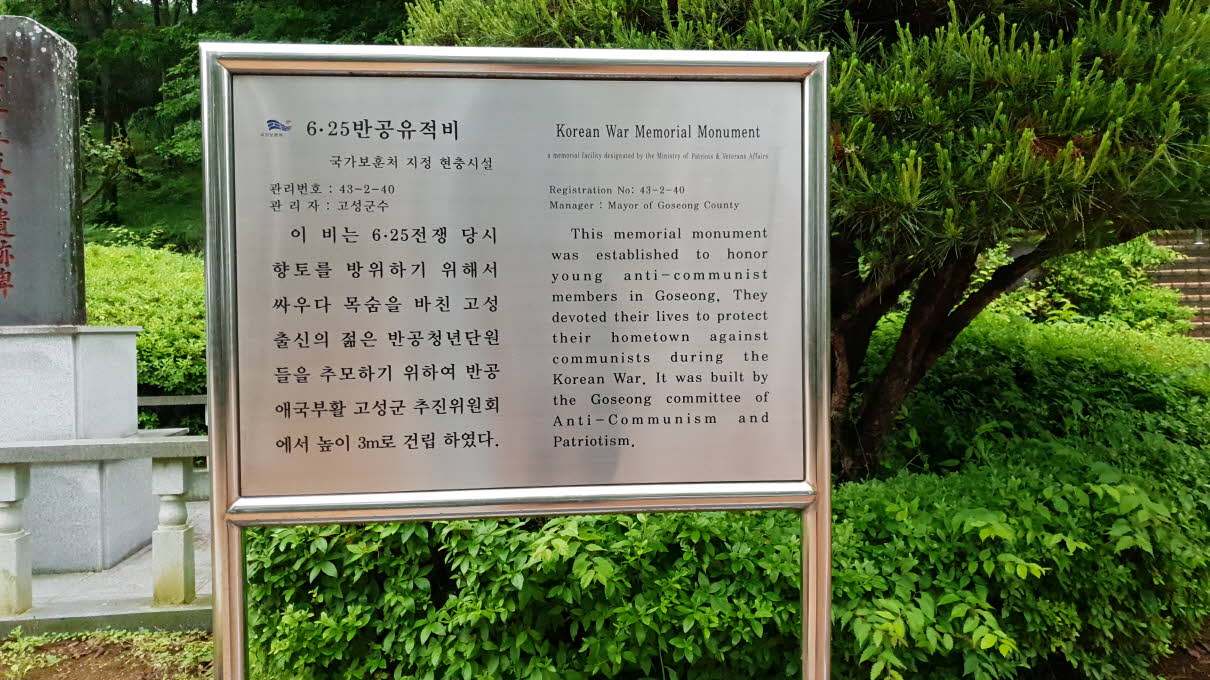 6·25반공유적비
국가보훈처 지정 현충시설
관리번호 : 43-2-40
관 리 자 : 고성군수
이 비는 6·25전쟁 당시
향토를 방위하기 위해서
싸우다 목숨을 바친 고성
출신의 젊은 반공청년단원
들을 추모하기 위하여 반공
애국부활 고성군 추진위원회
에서 높이 3m로 건립 하였다.
Korean War Memorial Monument
a memorial facility designated by the Ministry of Patriots & Veterans Affairs
Registration No: 43-2-40
Manager : Mayor of Goseong County
This memorial monument
was established to honor
young anti-communist
members in Goseong. They
devoted their lives to protect
their hometown against
communists during the
Korean War. It was built by
the Goseong committee of
Anti-Communism and
Patriotism.